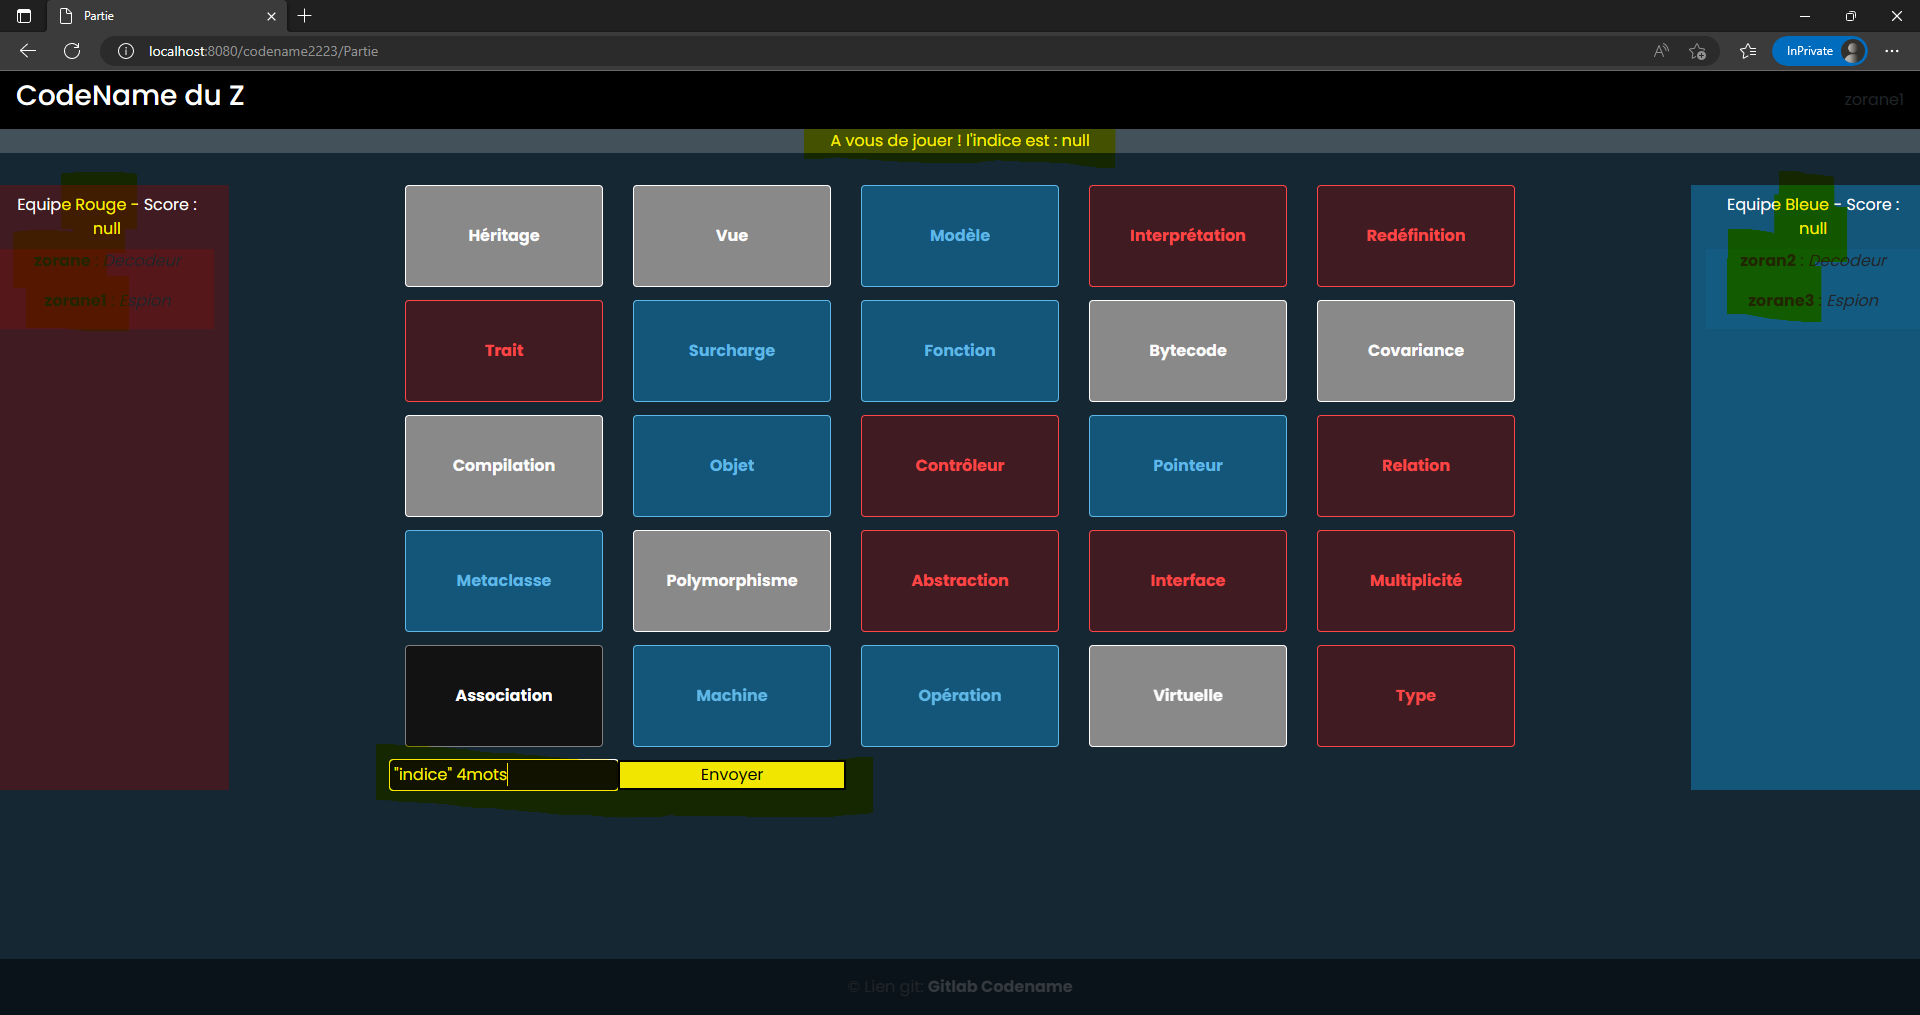 Partie
localhost:8080/codename2223/Partie
InPrivate
CodeName du Z
zorane1
A vous de jouer ! l'indice est : null
Equipe Rouge - Score :
null
zorane : Decodeur
zorane1 : Espion
Equipe Bleue - Score :
null
zoran2 : Decodeur
zorane3 : Espion
Héritage
Vue
Modèle
Interprétation
Redéfinition
Trait
Surcharge
Fonction
Bytecode
Covariance
Compilation
Objet
Contrôleur
Pointeur
Relation
Metaclasse
Polymorphisme
Abstraction
Interface
Multiplicité
Association
Machine
Opération
Virtuelle
Type
"indice" 4mots
Envoyer
© Lien git: Gitlab Codename